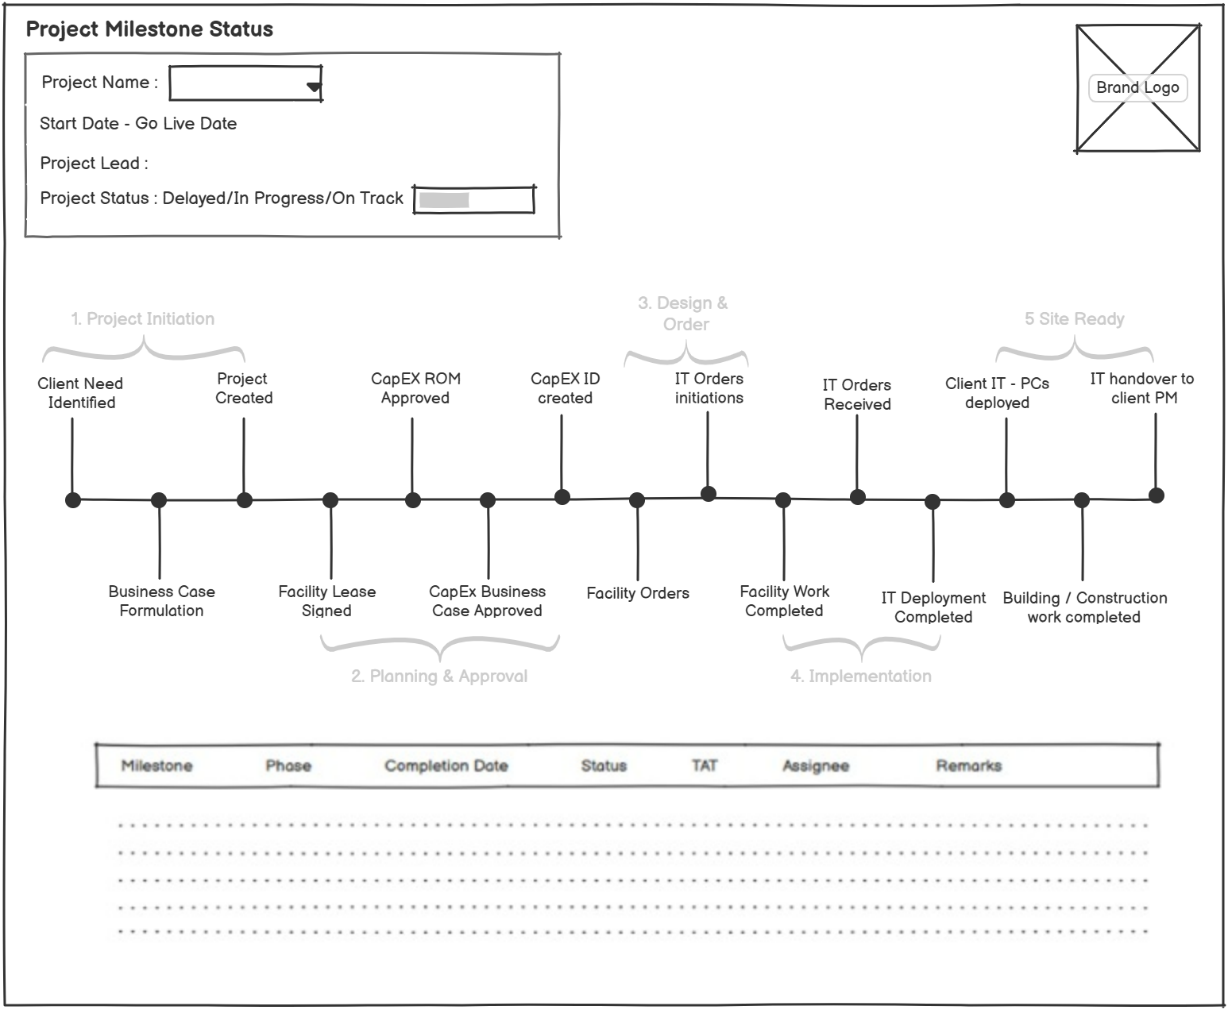 Project Milestone Status
Project Name :
Brand Logo
Start Date - Go Live Date
Project Lead :
Project Status : Delayed/In Progress/On Track
1. Project Initiation
3. Design &
Order
5 Site Ready
Client Need
Identified
Project
Created
CapEX ROM
Approved
CapEX ID
created
IT Orders
initiations
IT Orders
Received
Client IT - PCs
deployed
IT handover to
client PM
Business Case
Formulation
Facility Lease
Signed
CapEx Business
Case Approved
Facility Orders
Facility Work
Completed
IT Deployment
Completed
Building / Construction
work completed
2. Planning & Approval
4. Implementation
Milestone Phase Completion Date Status TAT Assignee Remarks